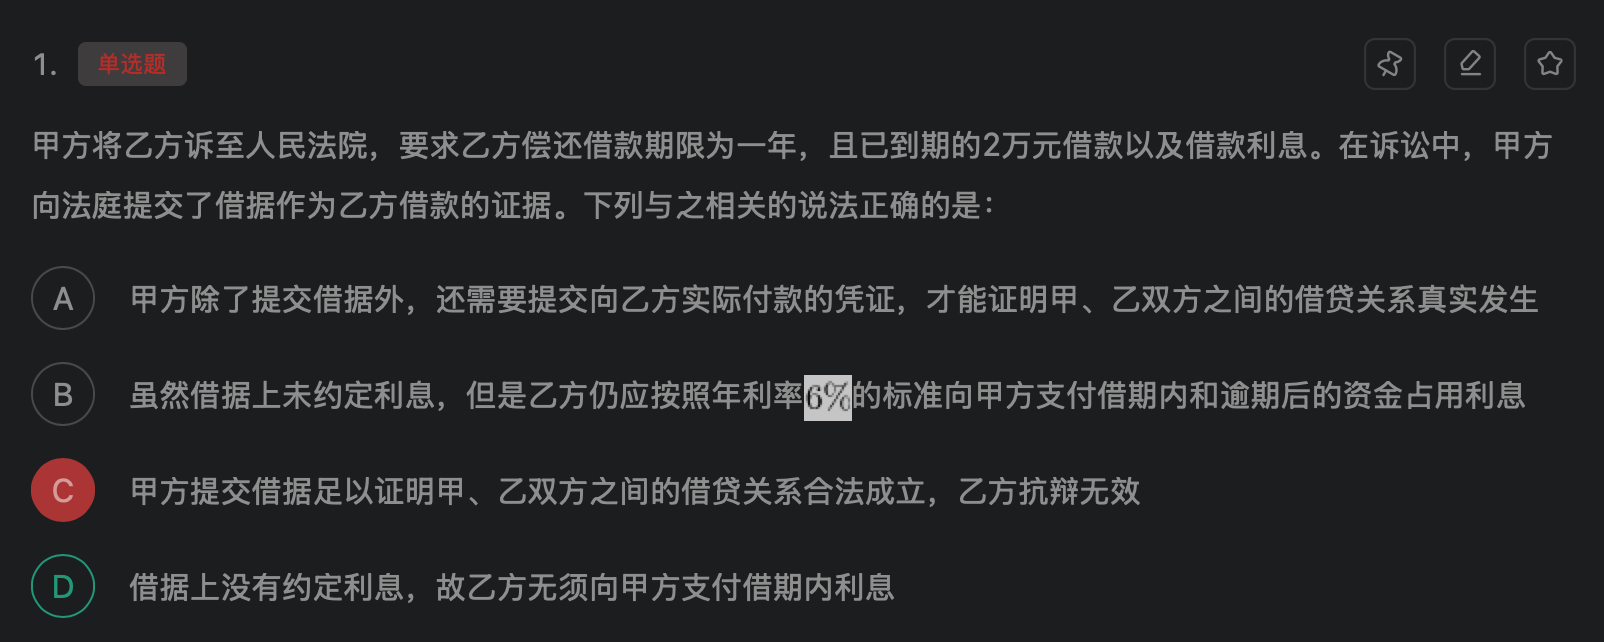 1. 单选题
甲方将乙方诉至人民法院，要求乙方偿还借款期限为一年，且已到期的2万元借款以及借款利息。在诉讼中，甲方
向法庭提交了借据作为乙方借款的证据。下列与之相关的说法正确的是：
A 甲方除了提交借据外，还需要提交向乙方实际付款的凭证，才能证明甲、乙双方之间的借贷关系真实发生
B 虽然借据上未约定利息，但是乙方仍应按照年利率6%的标准向甲方支付借期内和逾期后的资金占用利息
C 甲方提交借据足以证明甲、乙双方之间的借贷关系合法成立，乙方抗辩无效
D 借据上没有约定利息，故乙方无须向甲方支付借期内利息